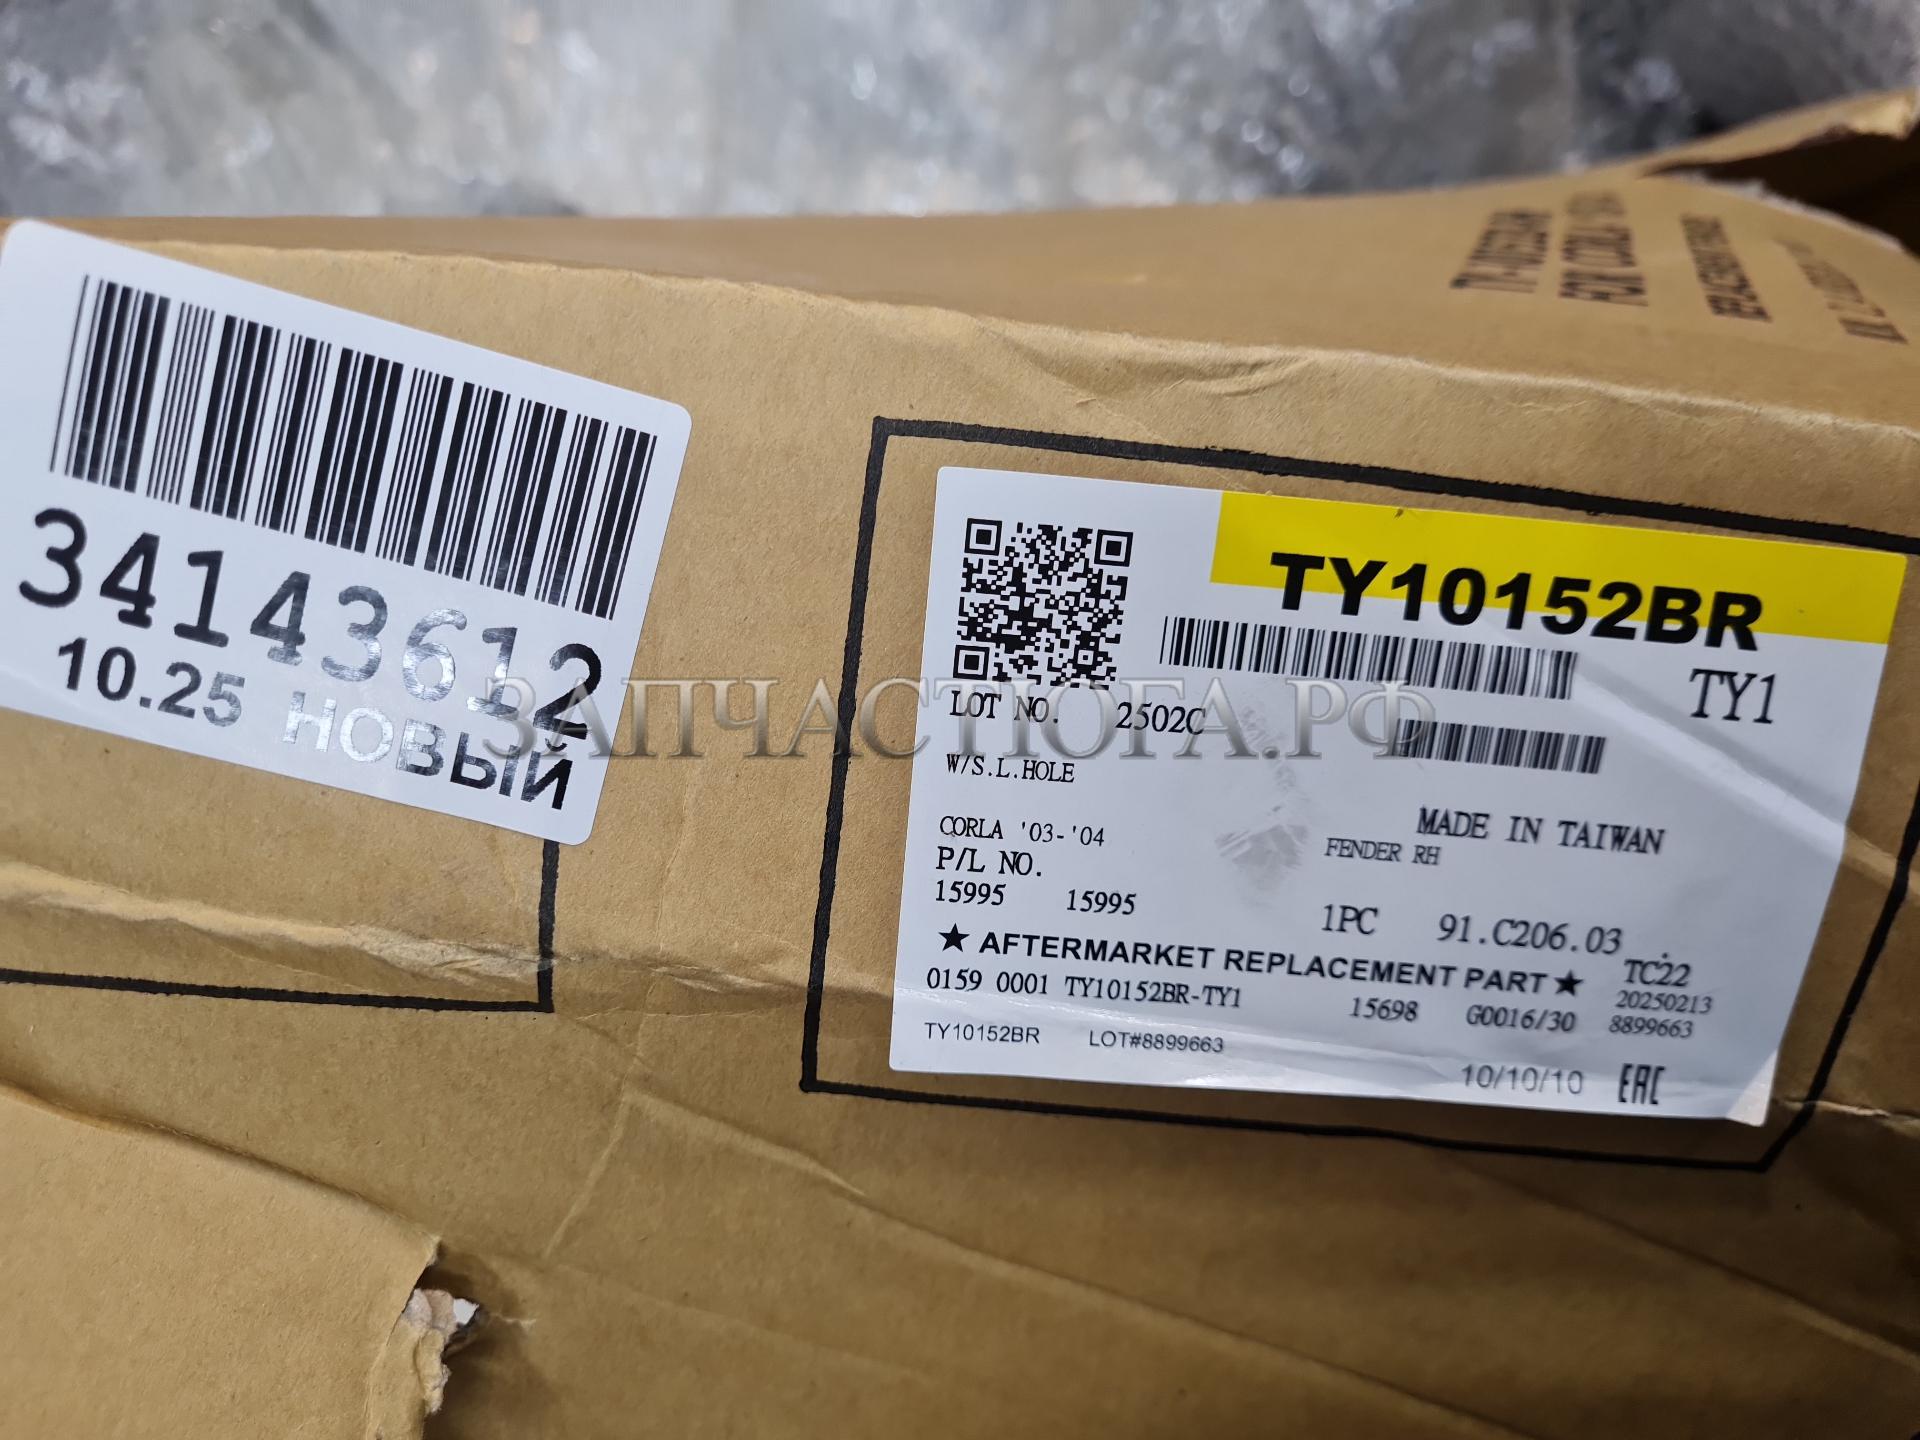 34143612
10.25 НОВЫЙ
ЗАПЧАСТЮГА.РФ
TY10152BR
TY1
LOT NO. 2502C
W/S.L.HOLE
MADE IN TAIWAN
CORLA '03-'04
FENDER RH
P/L NO.
15995 15995
1PC 91.C206.03
★ AFTERMARKET REPLACEMENT PART ★ TC22
0159 0001 TY10152BR-TY1 15698 G0016/30
20250213
8899663
TY10152BR LOT#8899663
10/10/10 EAC